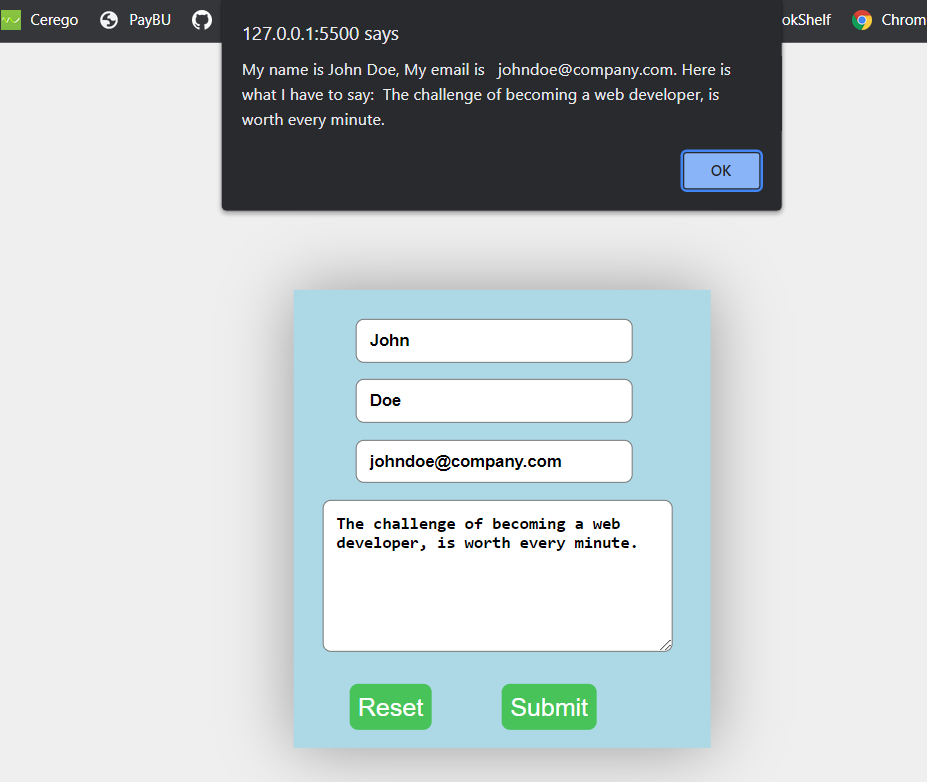 Cerego PayBU
127.0.0.1:5500 says
okShelf Chrom
My name is John Doe, My email is   johndoe@company.com. Here is
what I have to say:  The challenge of becoming a web developer, is
worth every minute.
OK
John
Doe
johndoe@company.com
The challenge of becoming a web
developer, is worth every minute.
Reset Submit